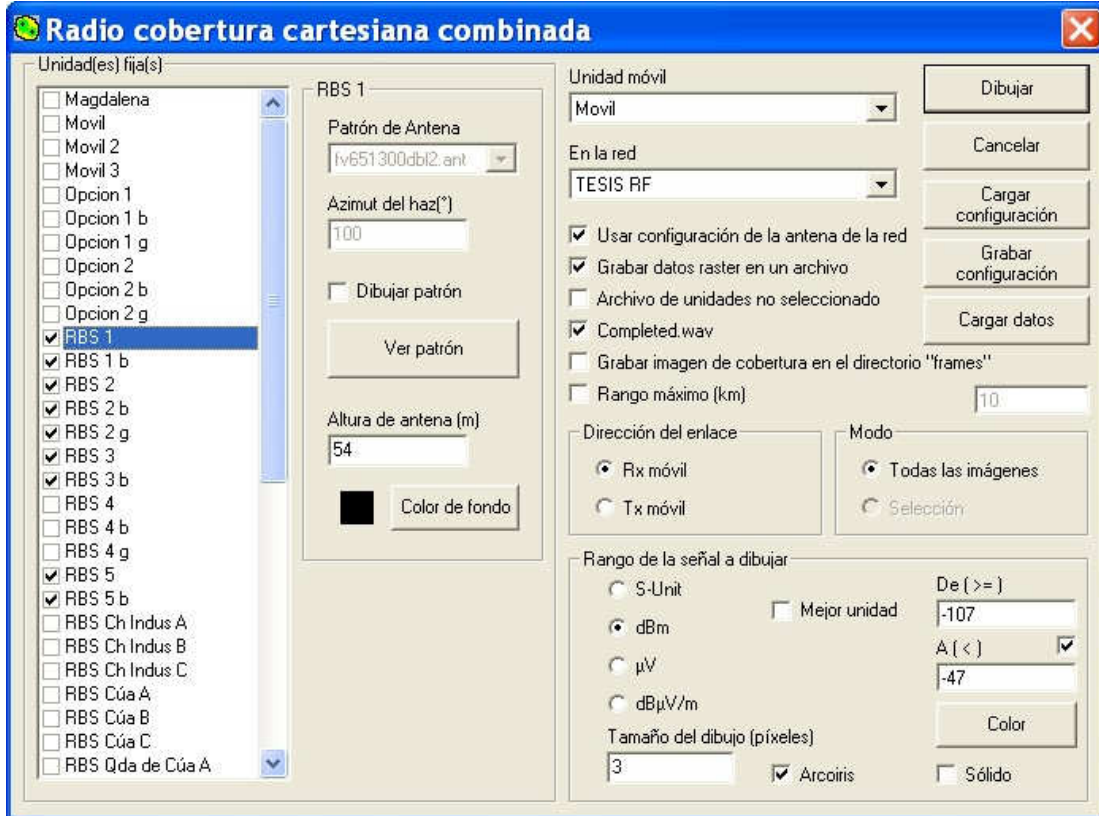 Radio cobertura cartesiana combinada
Unidad(es) fija(s)
Magdalena
Movil
Movil 2
Movil 3
Opcion 1
Opcion 1 b
Opcion 1 g
Opcion 2
Opcion 2 b
Opcion 2 g
RBS 1
RBS 1 b
RBS 2
RBS 2 b
RBS 2 g
RBS 3
RBS 3 b
RBS 4
RBS 4 b
RBS 4 g
RBS 5
RBS 5 b
RBS Ch Indus A
RBS Ch Indus B
RBS Ch Indus C
RBS Cúa A
RBS Cúa B
RBS Cúa C
RBS Qda de Cúa A
RBS 1
Patrón de Antena
fv651300dbl2.ant
Azimut del haz(°)
100
Dibujar patrón
Ver patrón
Altura de antena (m)
54
Color de fondo
Unidad móvil
Movil
En la red
TESIS RF
Usar configuración de la antena de la red
Grabar datos raster en un archivo
Archivo de unidades no seleccionado
Completed.wav
Grabar imagen de cobertura en el directorio "frames"
Rango máximo (km)
10
Dibujar
Cancelar
Cargar
configuración
Grabar
configuración
Cargar datos
Dirección del enlace
Rx móvil
Tx móvil
Modo
Todas las imágenes
Selección
Rango de la señal a dibujar
S-Unit
dBm
µV
dBµV/m
Mejor unidad
De ( >= )
-107
A ( < )
-47
Color
Tamaño del dibujo (píxeles)
3
Arcoiris
Sólido